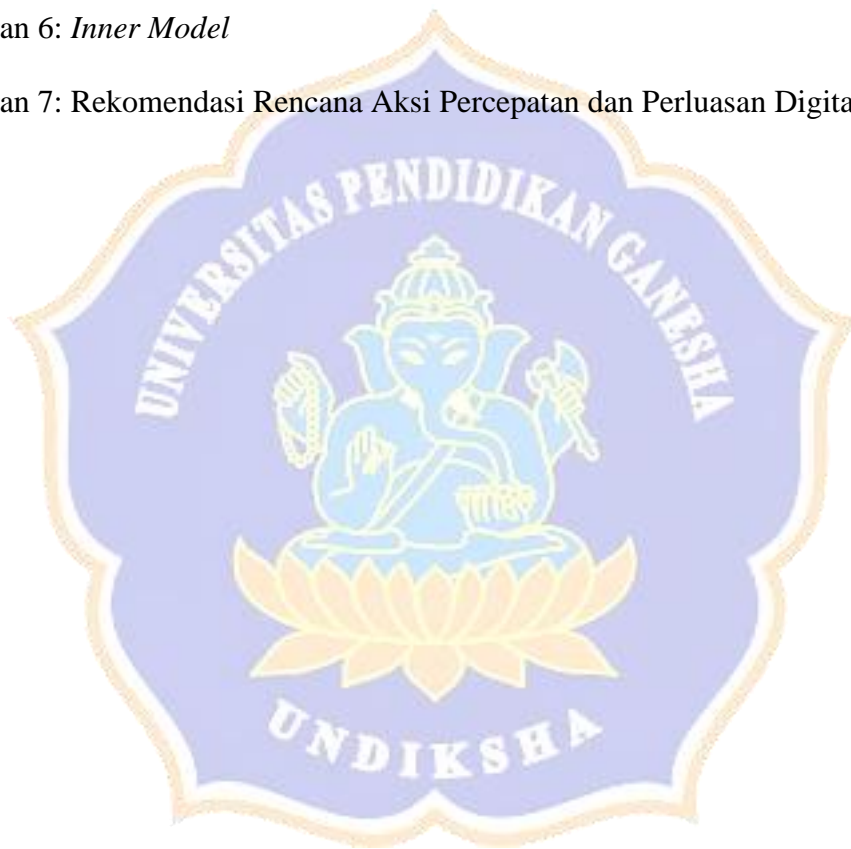 an 6: Inner Model
an 7: Rekomendasi Rencana Aksi Percepatan dan Perluasan Digita
UNIVERSITAS PENDIDIKAN GANESHA
UNDIKSHA